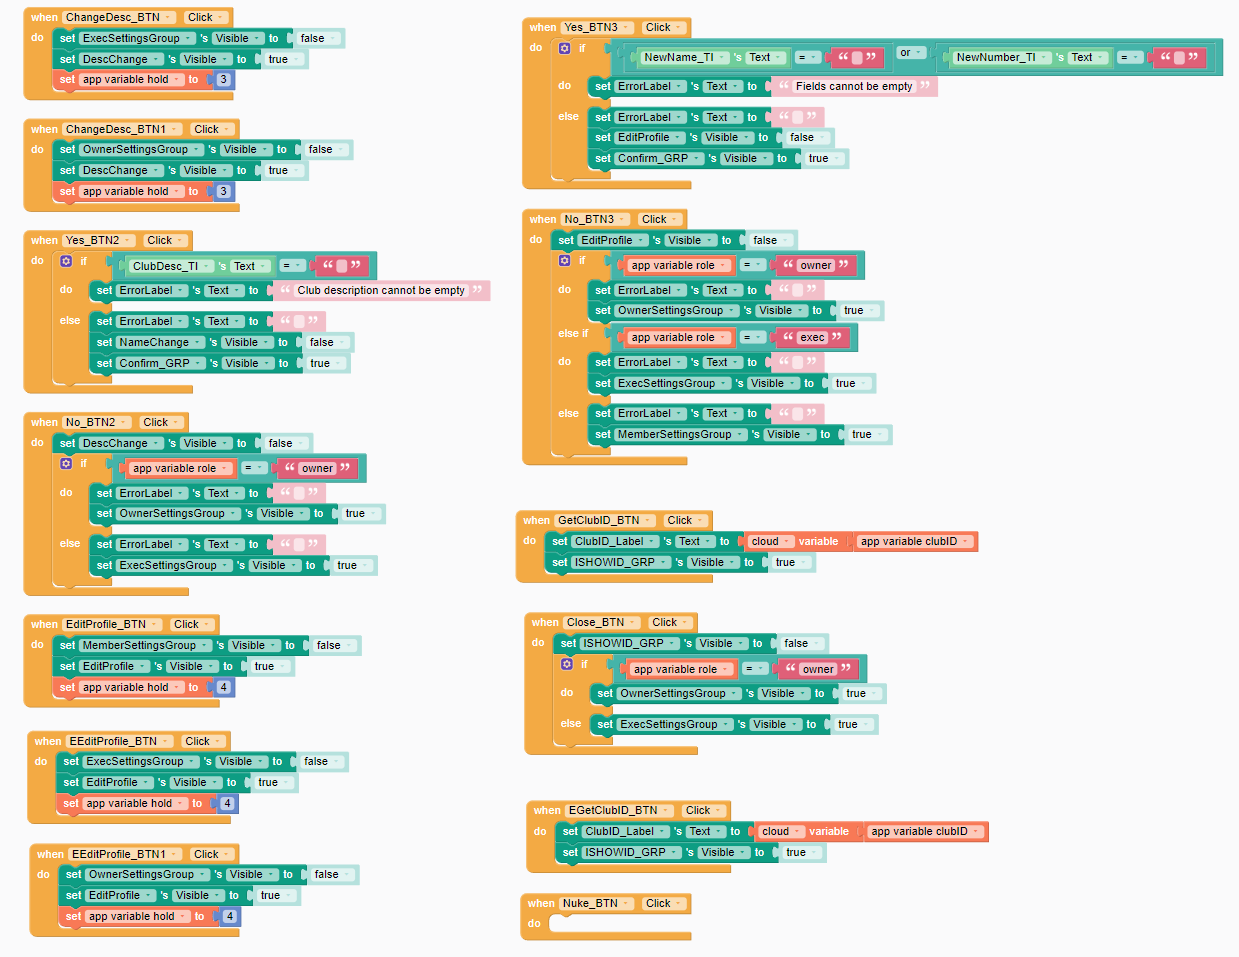 when ChangeDesc_BTN Click
do set ExecSettingsGroup 's Visible to false
set DescChange 's Visible to true
set app variable hold to 3
when ChangeDesc_BTN1 Click
do set OwnerSettingsGroup 's Visible to false
set DescChange 's Visible to true
set app variable hold to 3
when Yes_BTN2 Click
do if ClubDesc_TI 's Text = “ ”
do set ErrorLabel 's Text to “ Club description cannot be empty ”
else set ErrorLabel 's Text to “ ”
set NameChange 's Visible to false
set Confirm_GRP 's Visible to true
when No_BTN2 Click
do set DescChange 's Visible to false
if app variable role = “ owner ”
do set ErrorLabel 's Text to “ ”
set OwnerSettingsGroup 's Visible to true
else set ErrorLabel 's Text to “ ”
set ExecSettingsGroup 's Visible to true
when EditProfile_BTN Click
do set MemberSettingsGroup 's Visible to false
set EditProfile 's Visible to true
set app variable hold to 4
when EEditProfile_BTN Click
do set ExecSettingsGroup 's Visible to false
set EditProfile 's Visible to true
set app variable hold to 4
when EEditProfile_BTN1 Click
do set OwnerSettingsGroup 's Visible to false
set EditProfile 's Visible to true
set app variable hold to 4
when Yes_BTN3 Click
do if NewName_TI 's Text = “ ” or NewNumber_TI 's Text = “ ”
do set ErrorLabel 's Text to “ Fields cannot be empty ”
else set ErrorLabel 's Text to “ ”
set EditProfile 's Visible to false
set Confirm_GRP 's Visible to true
when No_BTN3 Click
do set EditProfile 's Visible to false
if app variable role = “ owner ”
do set ErrorLabel 's Text to “ ”
set OwnerSettingsGroup 's Visible to true
else if app variable role = “ exec ”
do set ErrorLabel 's Text to “ ”
set ExecSettingsGroup 's Visible to true
else set ErrorLabel 's Text to “ ”
set MemberSettingsGroup 's Visible to true
when GetClubID_BTN Click
do set ClubID_Label 's Text to cloud variable app variable clubID
set ISHOWID_GRP 's Visible to true
when Close_BTN Click
do set ISHOWID_GRP 's Visible to false
if app variable role = “ owner ”
do set OwnerSettingsGroup 's Visible to true
else set ExecSettingsGroup 's Visible to true
when EGetClubID_BTN Click
do set ClubID_Label 's Text to cloud variable app variable clubID
set ISHOWID_GRP 's Visible to true
when Nuke_BTN Click
do